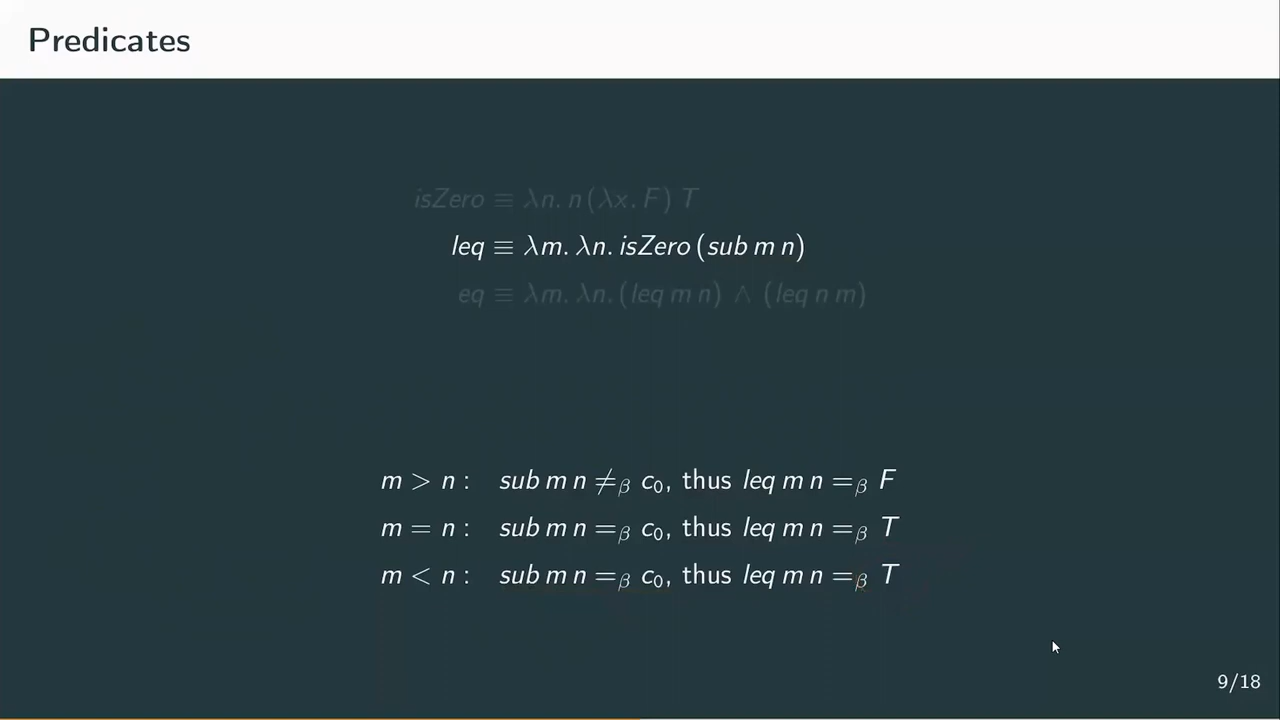 Predicates
isZero ≡ λn. n (λx. F) T
leq ≡ λm. λn. isZero (sub m n)
eq ≡ λm. λn. (leq m n) ∧ (leq n m)
m > n : sub m n ≠β c₀, thus leq m n =β F
m = n : sub m n =β c₀, thus leq m n =β T
m < n : sub m n =β c₀, thus leq m n =β T
9/18